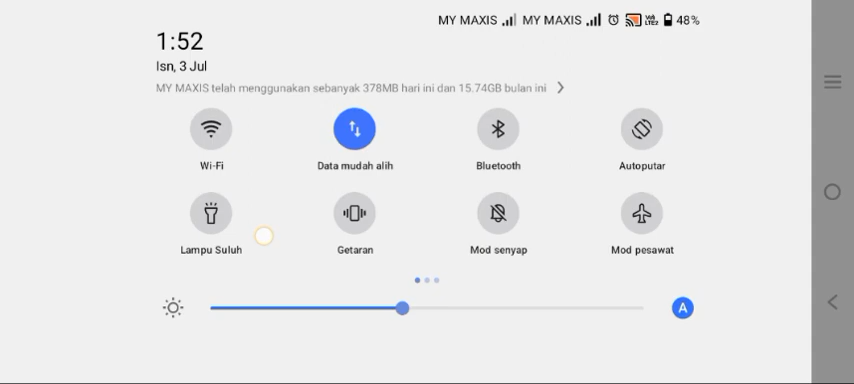 MY MAXIS MY MAXIS VoLTE2 48%
1:52
Isn, 3 Jul
MY MAXIS telah menggunakan sebanyak 378MB hari ini dan 15.74GB bulan ini
Wi-Fi Data mudah alih Bluetooth Autoputar
Lampu Suluh Getaran Mod senyap Mod pesawat
A